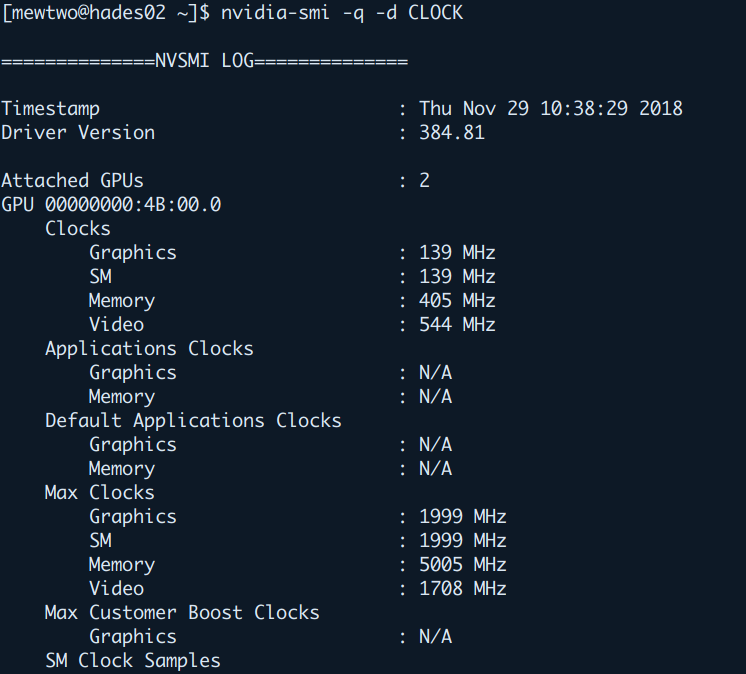 [mewtwo@hades02 ~]$ nvidia-smi -q -d CLOCK
==============NVSMI LOG==============
Timestamp                           : Thu Nov 29 10:38:29 2018
Driver Version                      : 384.81
Attached GPUs                       : 2
GPU 00000000:4B:00.0
    Clocks
        Graphics                    : 139 MHz
        SM                          : 139 MHz
        Memory                      : 405 MHz
        Video                       : 544 MHz
    Applications Clocks
        Graphics                    : N/A
        Memory                      : N/A
    Default Applications Clocks
        Graphics                    : N/A
        Memory                      : N/A
    Max Clocks
        Graphics                    : 1999 MHz
        SM                          : 1999 MHz
        Memory                      : 5005 MHz
        Video                       : 1708 MHz
    Max Customer Boost Clocks
        Graphics                    : N/A
    SM Clock Samples